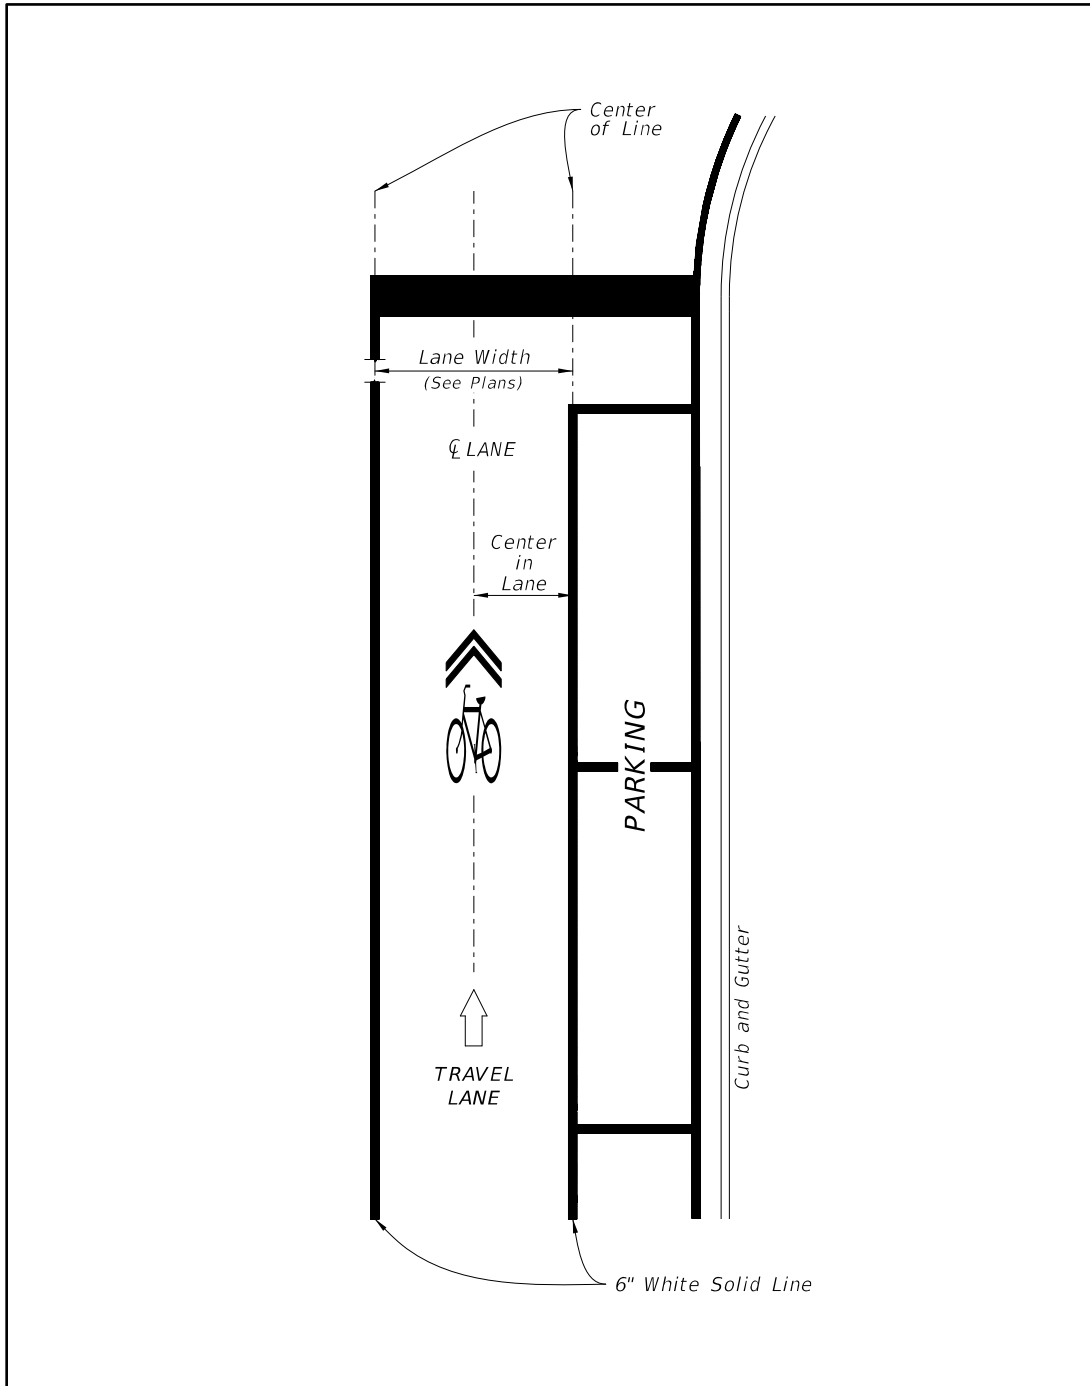 Center
of Line
Lane Width
(See Plans)
℄ LANE
Center
in
Lane
PARKING
Curb and Gutter
TRAVEL
LANE
6" White Solid Line